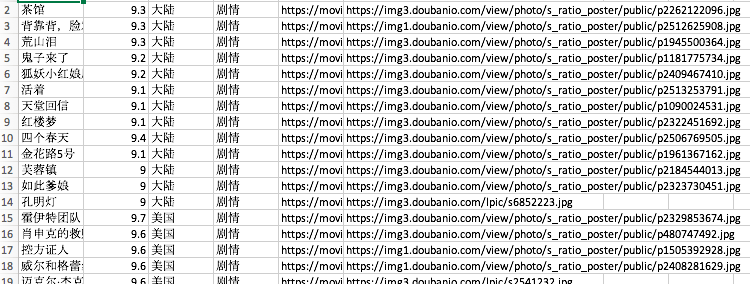 2 茶馆 9.3 大陆 剧情 https://movi https://img3.doubanio.com/view/photo/s_ratio_poster/public/p2262122096.jpg
3 背靠背，脸 9.3 大陆 剧情 https://movi https://img1.doubanio.com/view/photo/s_ratio_poster/public/p2512625908.jpg
4 荒山泪 9.3 大陆 剧情 https://movi https://img3.doubanio.com/view/photo/s_ratio_poster/public/p1945500364.jpg
5 鬼子来了 9.2 大陆 剧情 https://movi https://img3.doubanio.com/view/photo/s_ratio_poster/public/p1181775734.jpg
6 狐妖小红娘 9.2 大陆 剧情 https://movi https://img3.doubanio.com/view/photo/s_ratio_poster/public/p2409467410.jpg
7 活着 9.1 大陆 剧情 https://movi https://img3.doubanio.com/view/photo/s_ratio_poster/public/p2513253791.jpg
8 天堂回信 9.1 大陆 剧情 https://movi https://img3.doubanio.com/view/photo/s_ratio_poster/public/p1090024531.jpg
9 红楼梦 9.1 大陆 剧情 https://movi https://img3.doubanio.com/view/photo/s_ratio_poster/public/p2322451692.jpg
10 四个春天 9.4 大陆 剧情 https://movi https://img3.doubanio.com/view/photo/s_ratio_poster/public/p2506769505.jpg
11 金花路5号 9.1 大陆 剧情 https://movi https://img3.doubanio.com/view/photo/s_ratio_poster/public/p1961367162.jpg
12 芙蓉镇 9 大陆 剧情 https://movi https://img3.doubanio.com/view/photo/s_ratio_poster/public/p2184544013.jpg
13 如此爹娘 9 大陆 剧情 https://movi https://img3.doubanio.com/view/photo/s_ratio_poster/public/p2323730451.jpg
14 孔明灯 9 大陆 剧情 https://movi https://img3.doubanio.com/lpic/s6852223.jpg
15 霍伊特团队 9.7 美国 剧情 https://movi https://img3.doubanio.com/view/photo/s_ratio_poster/public/p2329853674.jpg
16 肖申克的救 9.6 美国 剧情 https://movi https://img3.doubanio.com/view/photo/s_ratio_poster/public/p480747492.jpg
17 控方证人 9.6 美国 剧情 https://movi https://img1.doubanio.com/view/photo/s_ratio_poster/public/p1505392928.jpg
18 威尔和格蕾 9.6 美国 剧情 https://movi https://img1.doubanio.com/view/photo/s_ratio_poster/public/p2408281629.jpg
19 迈克尔·杰克 9.6 美国 剧情 https://movi https://img3.doubanio.com/lpic/s2541232.jpg